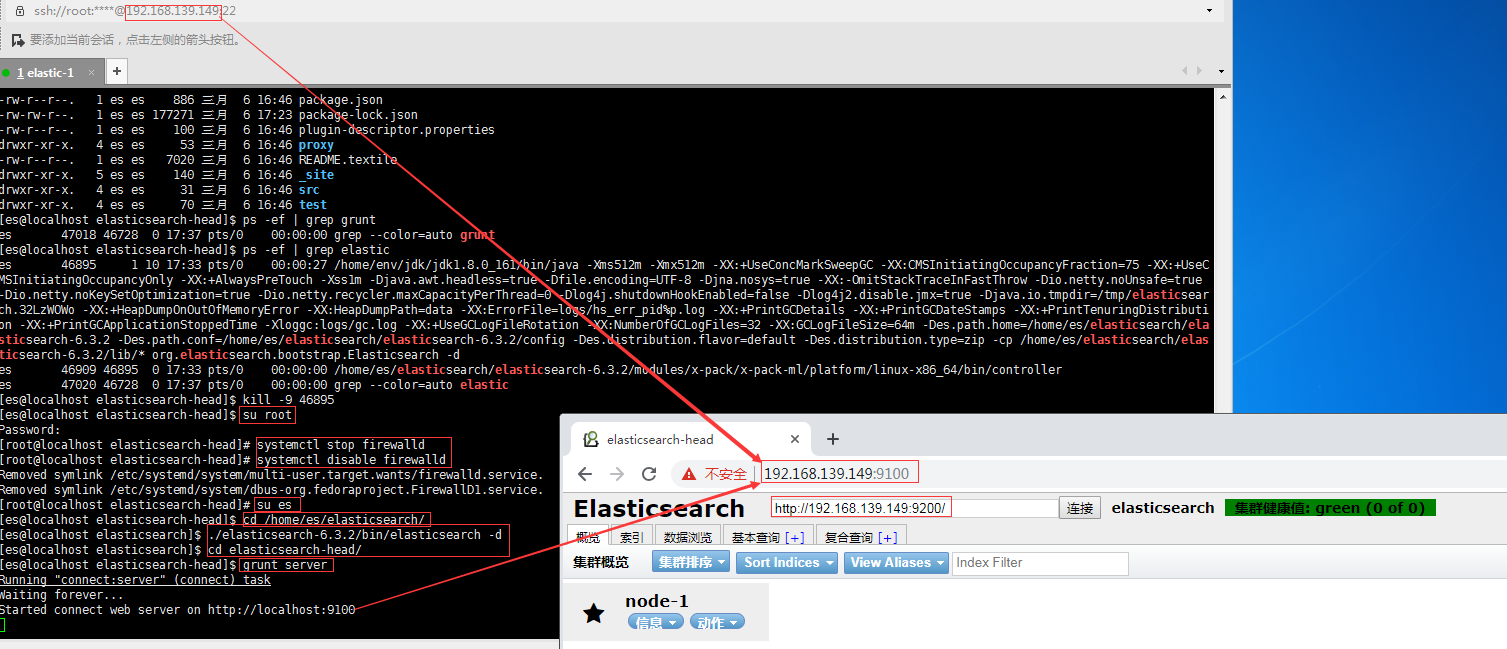 ssh://root:****@192.168.139.149:22
要添加当前会话，点击左侧的箭头按钮。
1 elastic-1 × +
-rw-r--r--. 1 es es 886 三月 6 16:46 package.json
-rw-rw-r--. 1 es es 177271 三月 6 17:23 package-lock.json
-rw-r--r--. 1 es es 100 三月 6 16:46 plugin-descriptor.properties
drwxr-xr-x. 4 es es 53 三月 6 16:46 proxy
-rw-r--r--. 1 es es 7020 三月 6 16:46 README.textile
drwxr-xr-x. 5 es es 140 三月 6 16:46 _site
drwxr-xr-x. 4 es es 31 三月 6 16:46 src
drwxr-xr-x. 4 es es 70 三月 6 16:46 test
[es@localhost elasticsearch-head]$ ps -ef | grep grunt
es 47018 46728 0 17:37 pts/0 00:00:00 grep --color=auto grunt
[es@localhost elasticsearch-head]$ ps -ef | grep elastic
es 46895 1 10 17:33 pts/0 00:00:27 /home/env/jdk/jdk1.8.0_161/bin/java -Xms512m -Xmx512m -XX:+UseConcMarkSweepGC -XX:CMSInitiatingOccupancyFraction=75 -XX:+UseC
MSInitiatingOccupancyOnly -XX:+AlwaysPreTouch -Xss1m -Djava.awt.headless=true -Dfile.encoding=UTF-8 -Djna.nosys=true -XX:-OmitStackTraceInFastThrow -Dio.netty.noUnsafe=true
-Dio.netty.noKeySetOptimization=true -Dio.netty.recycler.maxCapacityPerThread=0 -Dlog4j.shutdownHookEnabled=false -Dlog4j2.disable.jmx=true -Djava.io.tmpdir=/tmp/elasticsear
ch.32LzWOWo -XX:+HeapDumpOnOutOfMemoryError -XX:HeapDumpPath=data -XX:ErrorFile=logs/hs_err_pid%p.log -XX:+PrintGCDetails -XX:+PrintGCDateStamps -XX:+PrintTenuringDistributi
on -XX:+PrintGCApplicationStoppedTime -Xloggc:logs/gc.log -XX:+UseGCLogFileRotation -XX:NumberOfGCLogFiles=32 -XX:GCLogFileSize=64m -Des.path.home=/home/es/elasticsearch/ela
sticsearch-6.3.2 -Des.path.conf=/home/es/elasticsearch/elasticsearch-6.3.2/config -Des.distribution.flavor=default -Des.distribution.type=zip -cp /home/es/elasticsearch/elas
ticsearch-6.3.2/lib/* org.elasticsearch.bootstrap.Elasticsearch -d
es 46909 46895 0 17:33 pts/0 00:00:00 /home/es/elasticsearch/elasticsearch-6.3.2/modules/x-pack/x-pack-ml/platform/linux-x86_64/bin/controller
es 47020 46728 0 17:37 pts/0 00:00:00 grep --color=auto elastic
[es@localhost elasticsearch-head]$ kill -9 46895
[es@localhost elasticsearch-head]$ su root
Password:
[root@localhost elasticsearch-head]# systemctl stop firewalld
[root@localhost elasticsearch-head]# systemctl disable firewalld
Removed symlink /etc/systemd/system/multi-user.target.wants/firewalld.service.
Removed symlink /etc/systemd/system/dbus-org.fedoraproject.FirewallD1.service.
[root@localhost elasticsearch-head]# su es
[es@localhost elasticsearch-head]$ cd /home/es/elasticsearch/
[es@localhost elasticsearch]$ ./elasticsearch-6.3.2/bin/elasticsearch -d
[es@localhost elasticsearch]$ cd elasticsearch-head/
[es@localhost elasticsearch-head]$ grunt server
Running "connect:server" (connect) task
Waiting forever...
Started connect web server on http://localhost:9100
elasticsearch-head × +
不安全 | 192.168.139.149:9100
Elasticsearch http://192.168.139.149:9200/ 连接 elasticsearch 集群健康值: green (0 of 0)
概览 索引 数据浏览 基本查询 [+] 复合查询 [+]
集群概览 集群排序 Sort Indices View Aliases Index Filter
node-1
信息 动作